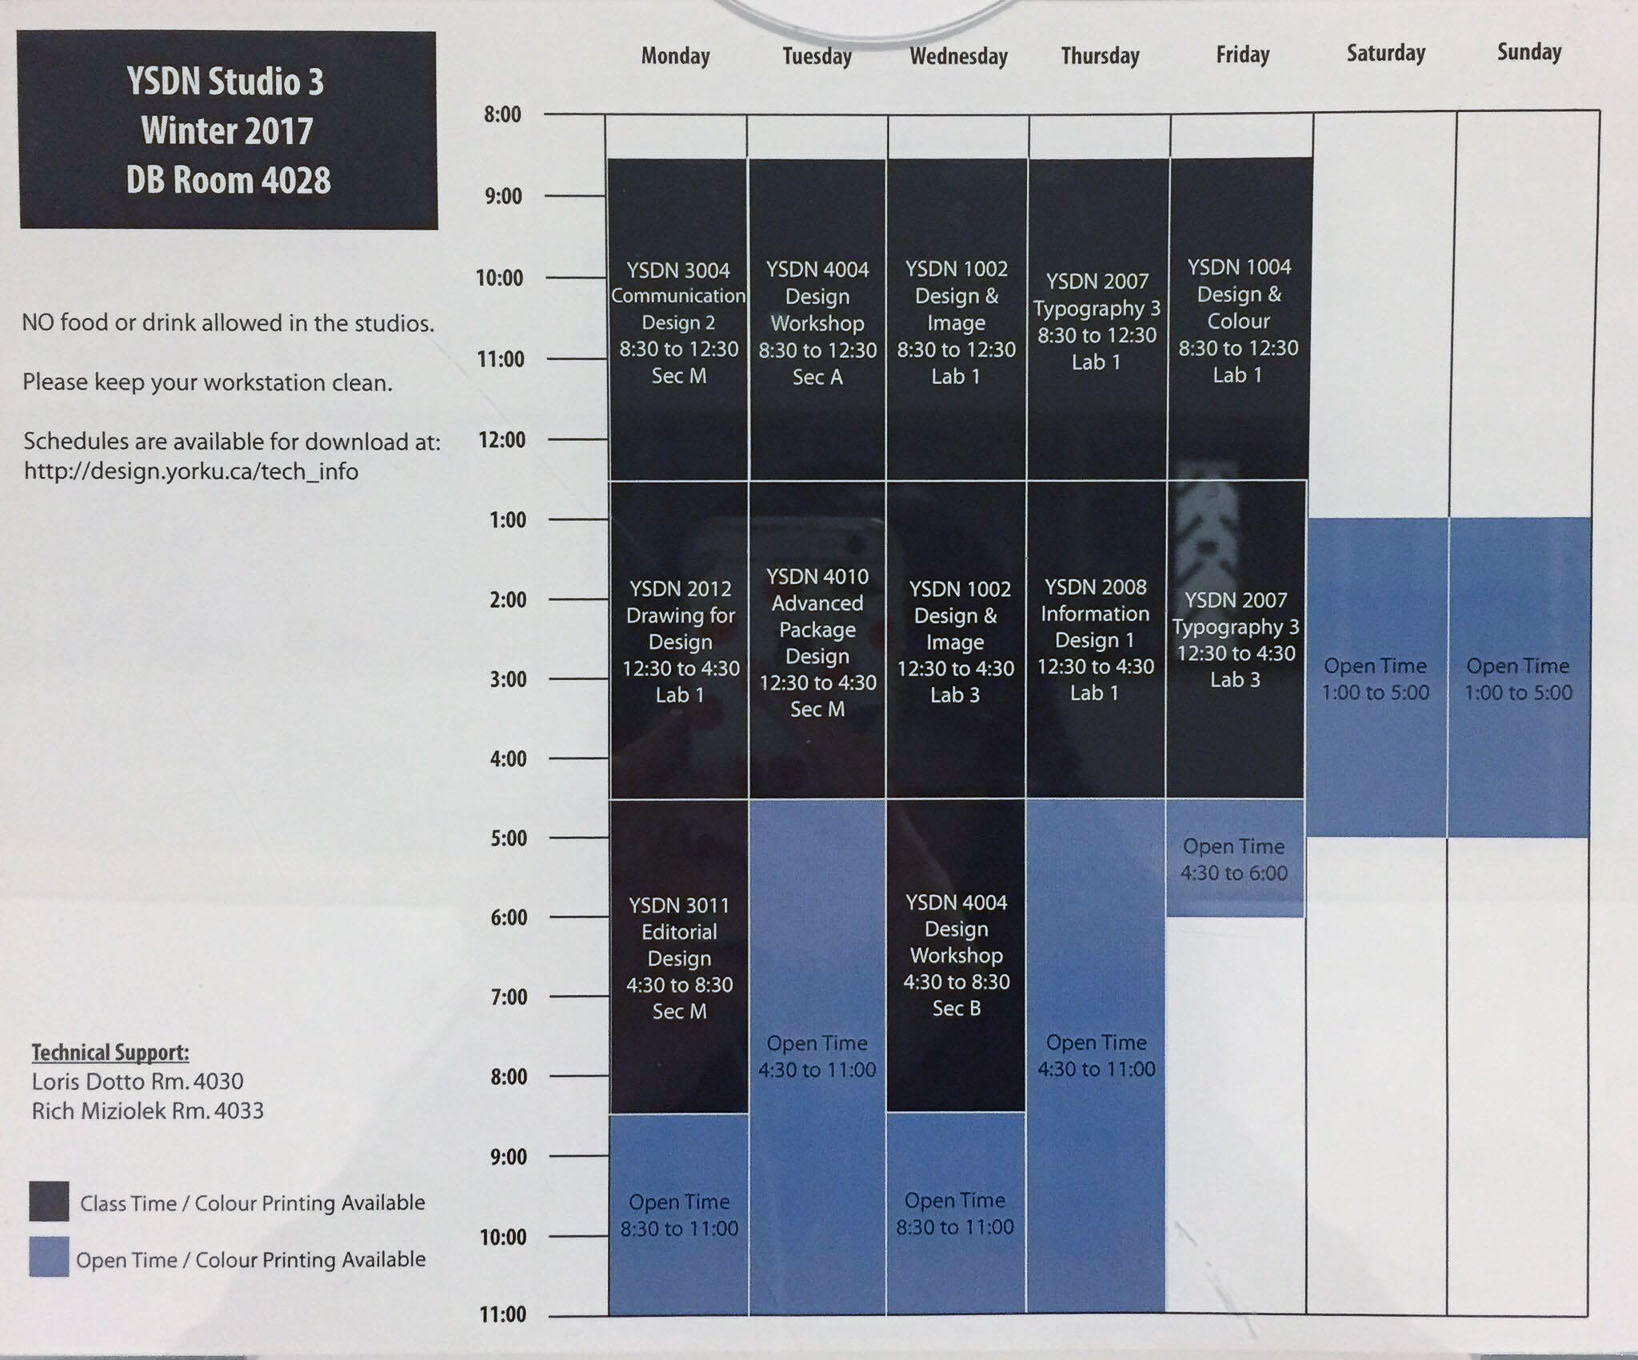 YSDN Studio 3
Winter 2017
DB Room 4028
NO food or drink allowed in the studios.
Please keep your workstation clean.
Schedules are available for download at:
http://design.yorku.ca/tech_info
Technical Support:
Loris Dotto Rm. 4030
Rich Miziolek Rm. 4033
Class Time / Colour Printing Available
Open Time / Colour Printing Available
Monday Tuesday Wednesday Thursday Friday Saturday Sunday
8:00
9:00
10:00
11:00
12:00
1:00
2:00
3:00
4:00
5:00
6:00
7:00
8:00
9:00
10:00
11:00
YSDN 3004
Communication
Design 2
8:30 to 12:30
Sec M
YSDN 2012
Drawing for
Design
12:30 to 4:30
Lab 1
YSDN 3011
Editorial
Design
4:30 to 8:30
Sec M
Open Time
8:30 to 11:00
YSDN 4004
Design
Workshop
8:30 to 12:30
Sec A
YSDN 4010
Advanced
Package
Design
12:30 to 4:30
Sec M
Open Time
4:30 to 11:00
YSDN 1002
Design &
Image
8:30 to 12:30
Lab 1
YSDN 1002
Design &
Image
12:30 to 4:30
Lab 3
YSDN 4004
Design
Workshop
4:30 to 8:30
Sec B
Open Time
8:30 to 11:00
YSDN 2007
Typography 3
8:30 to 12:30
Lab 1
YSDN 2008
Information
Design 1
12:30 to 4:30
Lab 1
Open Time
4:30 to 11:00
YSDN 1004
Design &
Colour
8:30 to 12:30
Lab 1
YSDN 2007
Typography 3
12:30 to 4:30
Lab 3
Open Time
4:30 to 6:00
Open Time
1:00 to 5:00
Open Time
1:00 to 5:00